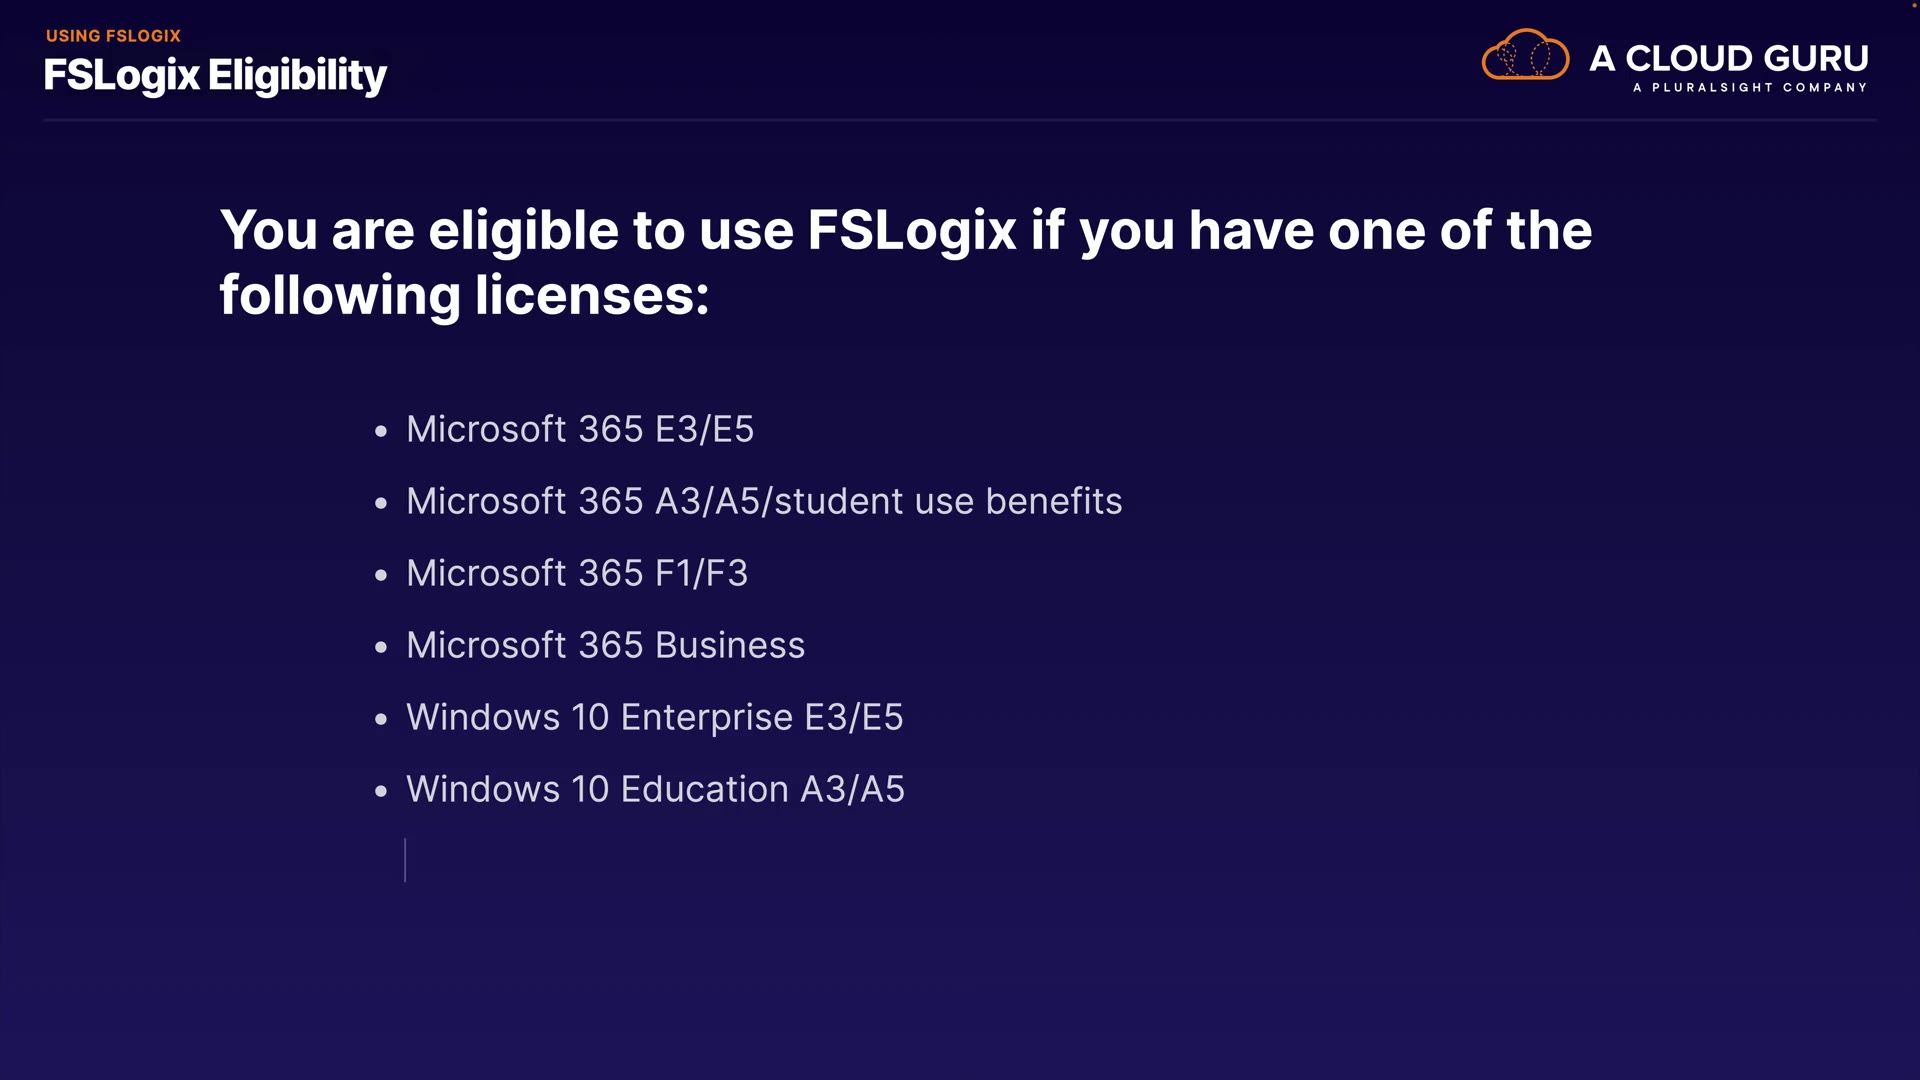 USING FSLOGIX
FSLogix Eligibility
A CLOUD GURU
A PLURALSIGHT COMPANY
You are eligible to use FSLogix if you have one of the
following licenses:
• Microsoft 365 E3/E5
• Microsoft 365 A3/A5/student use benefits
• Microsoft 365 F1/F3
• Microsoft 365 Business
• Windows 10 Enterprise E3/E5
• Windows 10 Education A3/A5